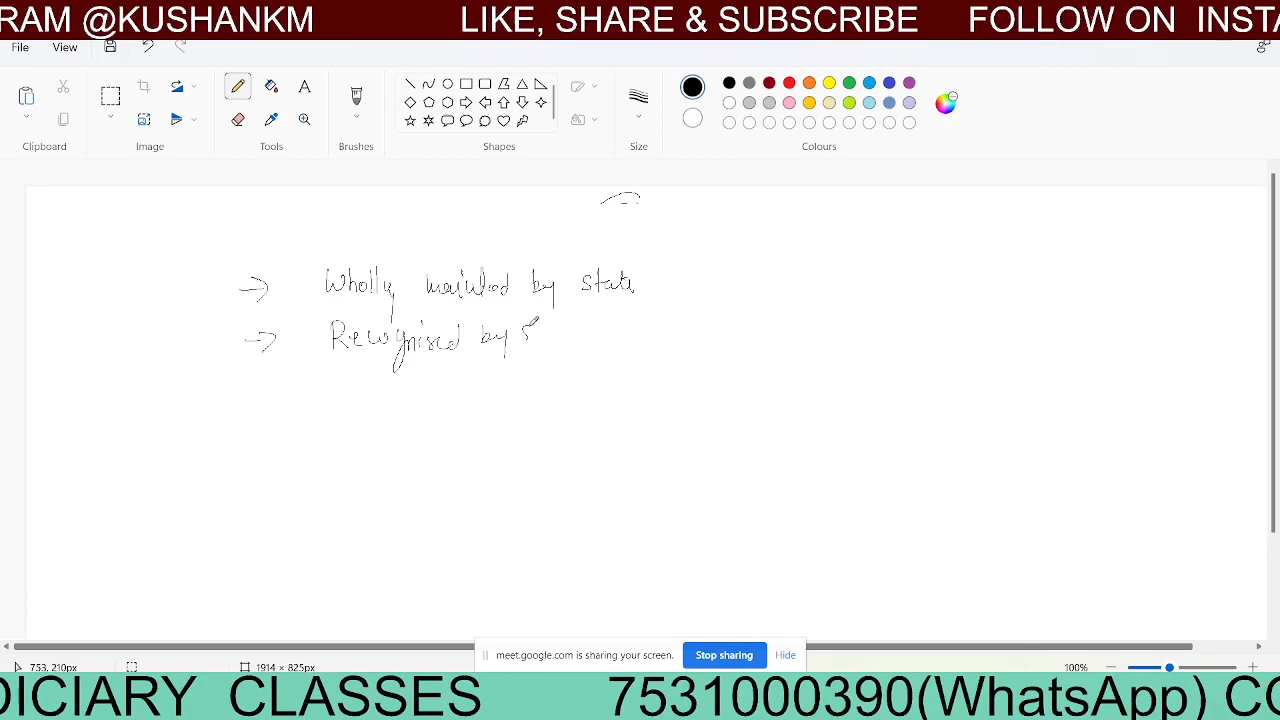 RAM @KUSHANKM LIKE, SHARE & SUBSCRIBE FOLLOW ON INSTA
File View
Clipboard Image Tools Brushes Shapes Size Colours
→ Wholly by state
→ Recognised by s
meet.google.com is sharing your screen. Stop sharing Hide
753, 210px 1914 × 825px 100%
DICIARY CLASSES 7531000390(WhatsApp) CO